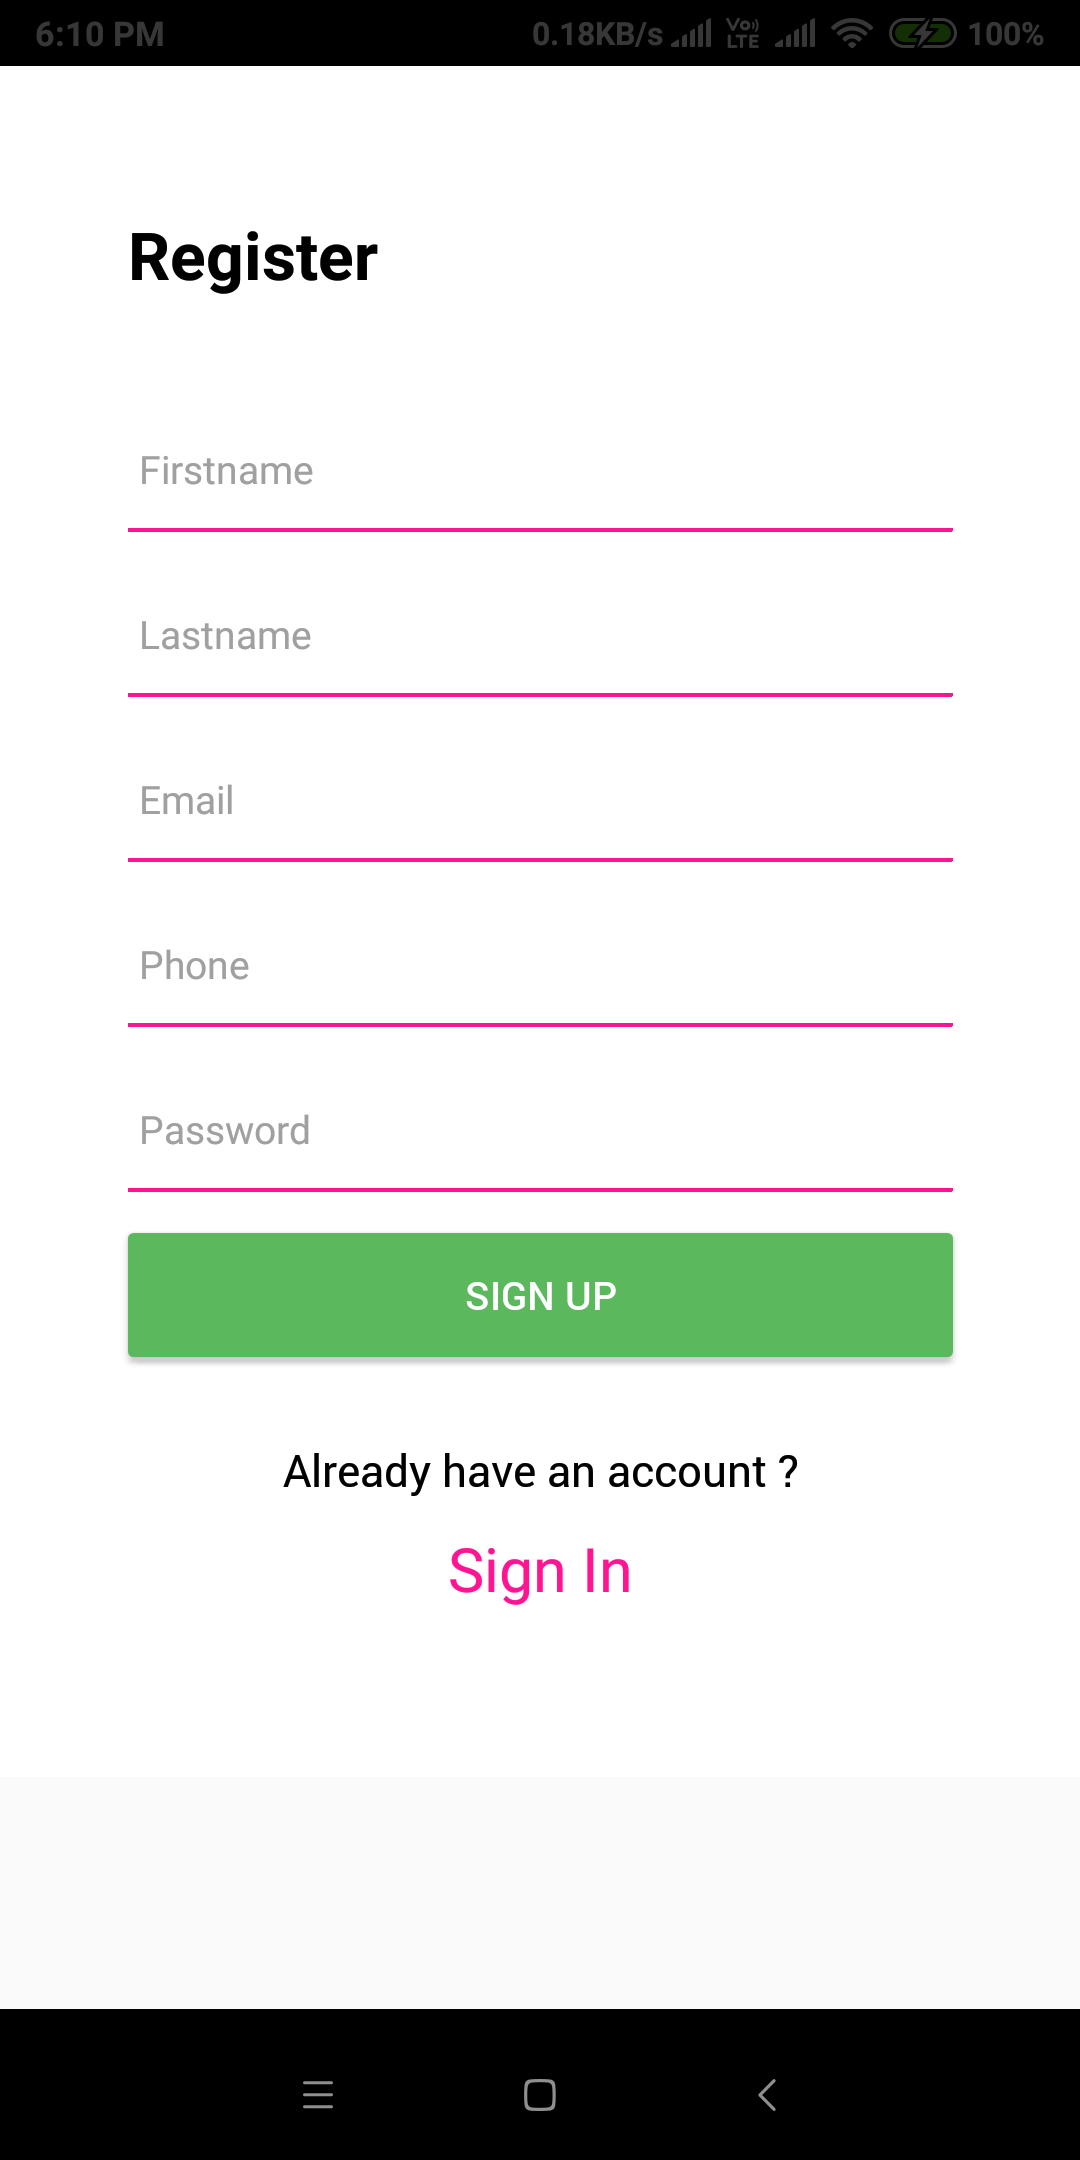 6:10 PM 0.18KB/s Vo) LTE 100%
Register
Firstname
Lastname
Email
Phone
Password
SIGN UP
Already have an account ?
Sign In